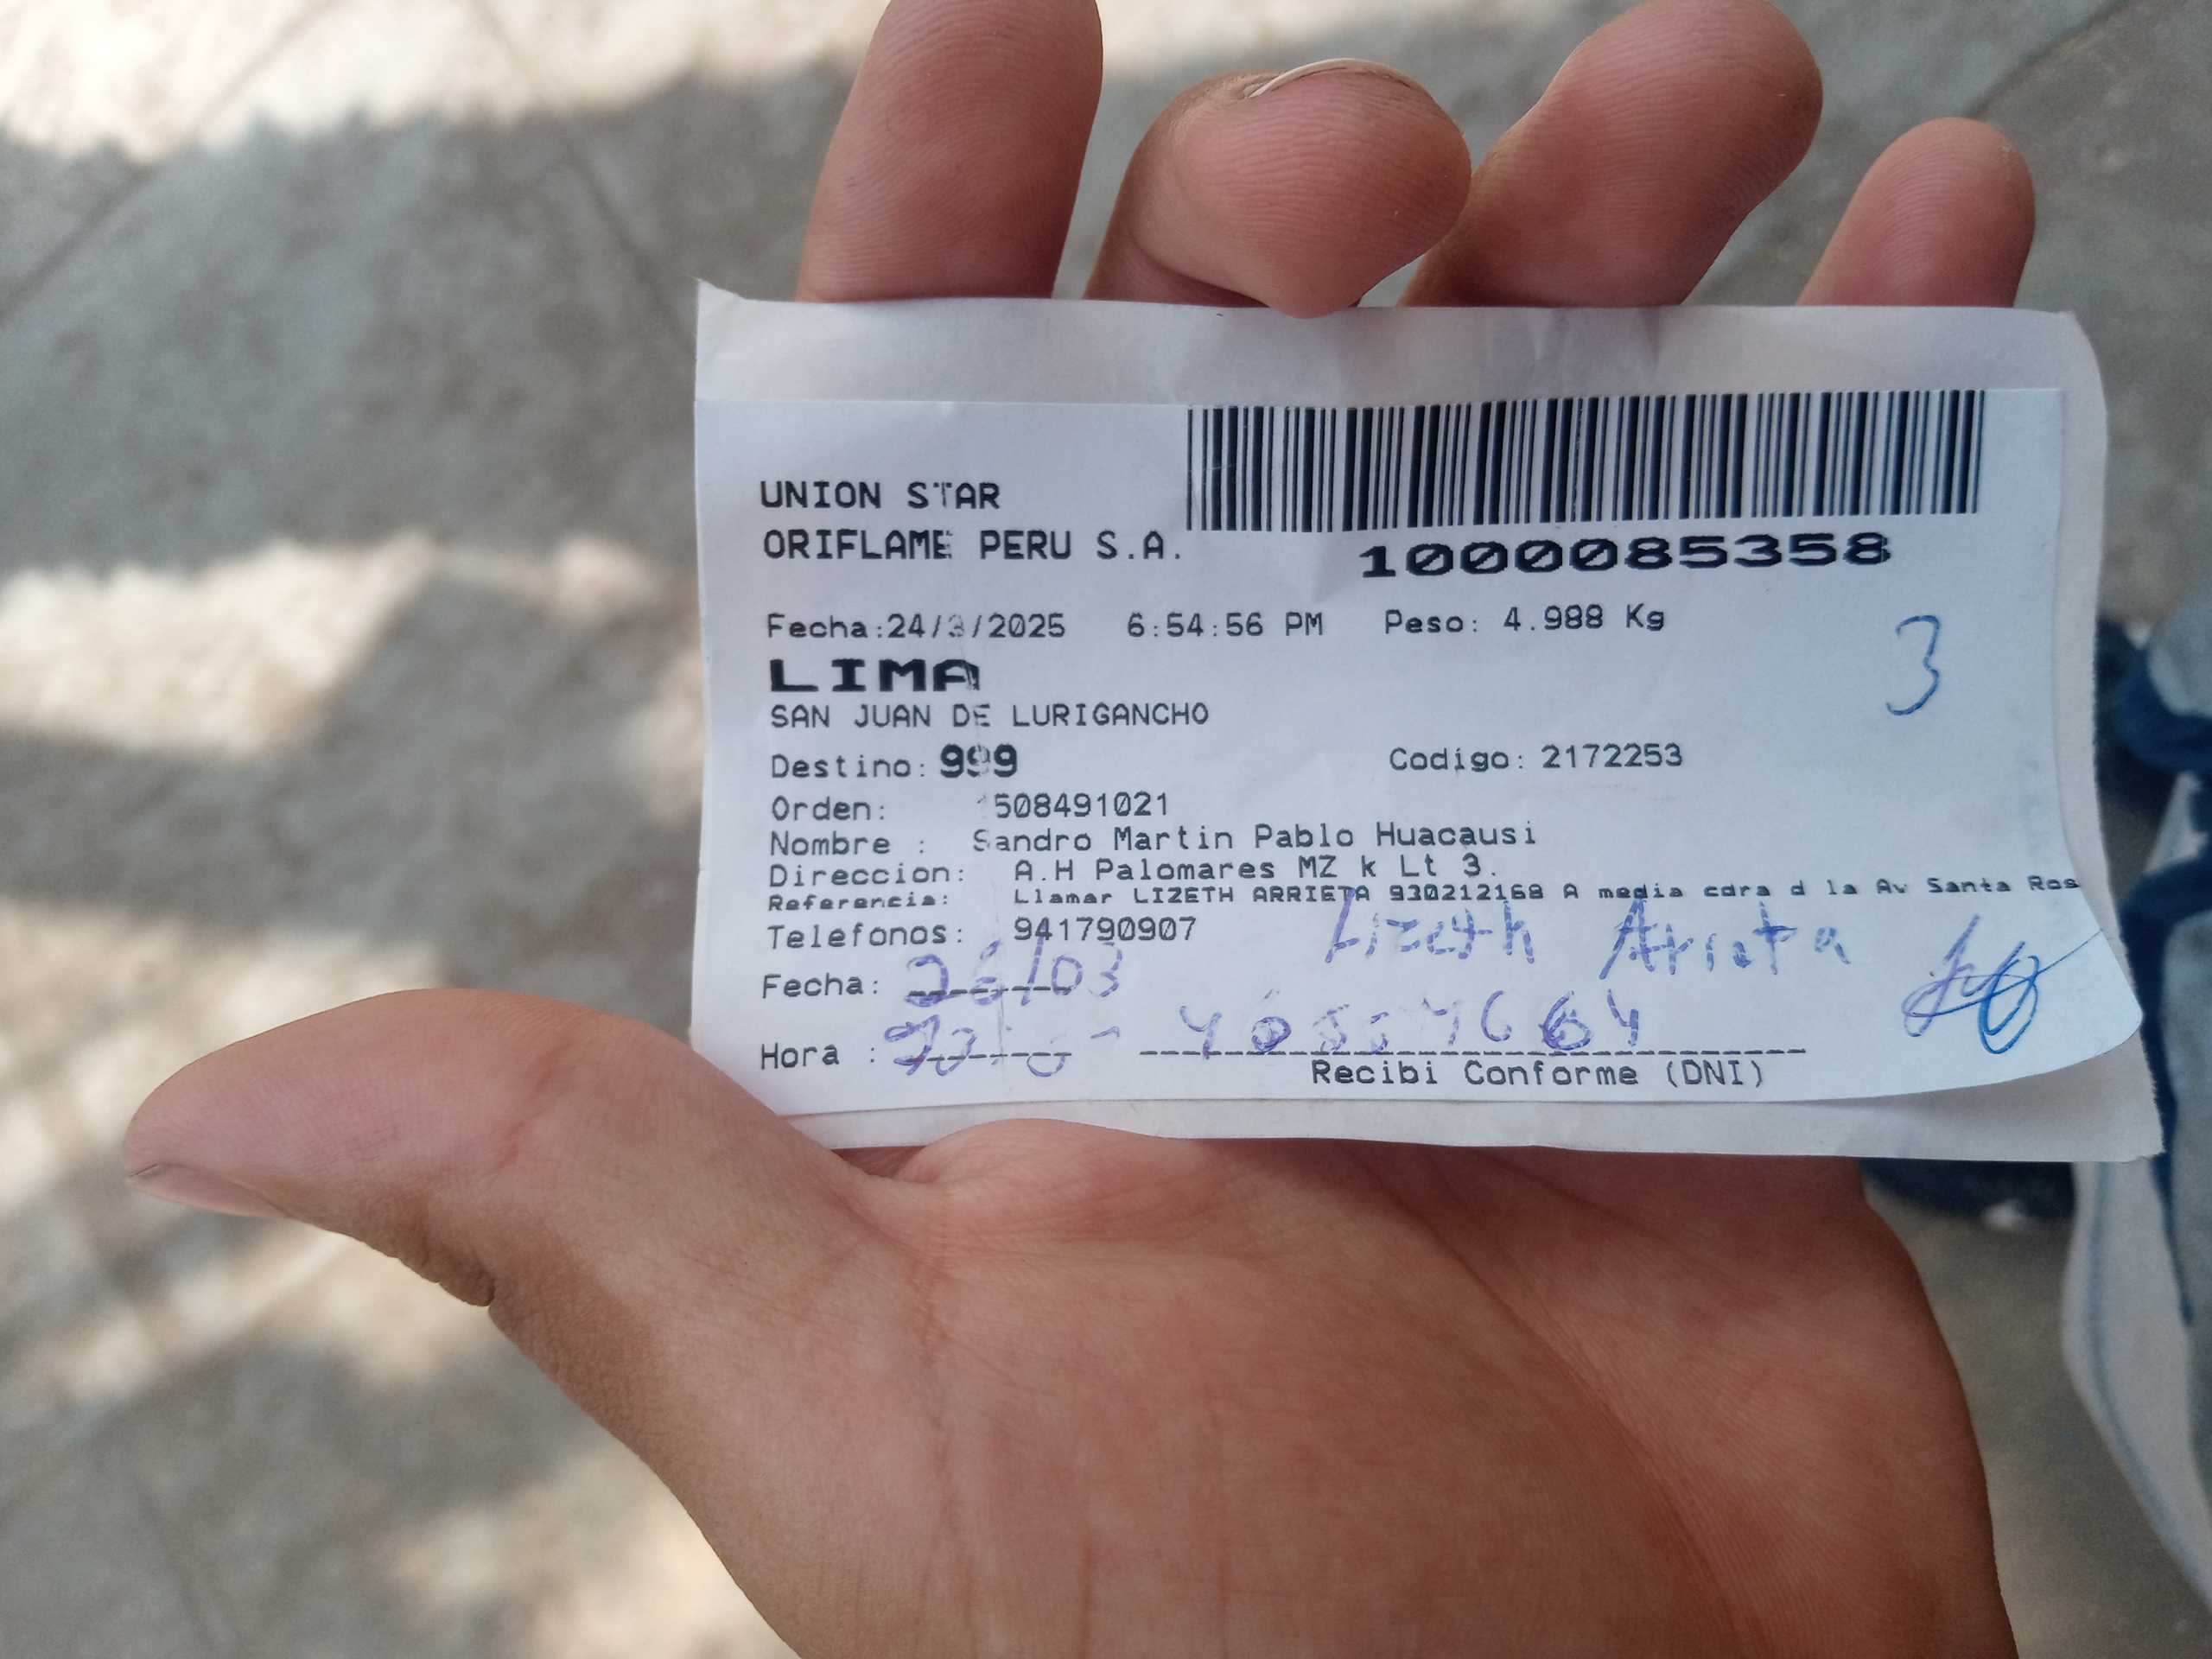 UNION STAR
ORIFLAME PERU S.A.
1000085358
Fecha:24/3/2025 6:54:56 PM Peso: 4.988 Kg
3
LIMA
SAN JUAN DE LURIGANCHO
Destino: 999 Codigo: 2172253
Orden: 508491021
Nombre : Sandro Martin Pablo Huacausi
Direccion: A.H Palomares MZ k Lt 3.
Referencia: Llamar LIZETH ARRIETA 930212168 A media cdra d la Av Santa Ros
Telefonos: 941790907 Lizeth Arieta
Fecha: 26/03
Hora :
Recibi Conforme (DNI)